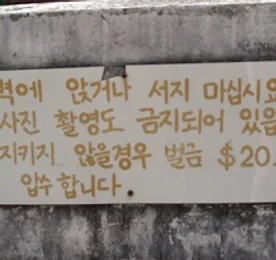 벽에 앉거나 서지 마십시오
사진 촬영도 금지되어 있음
지키지 않을경우 벌금 $20
압수 합니다